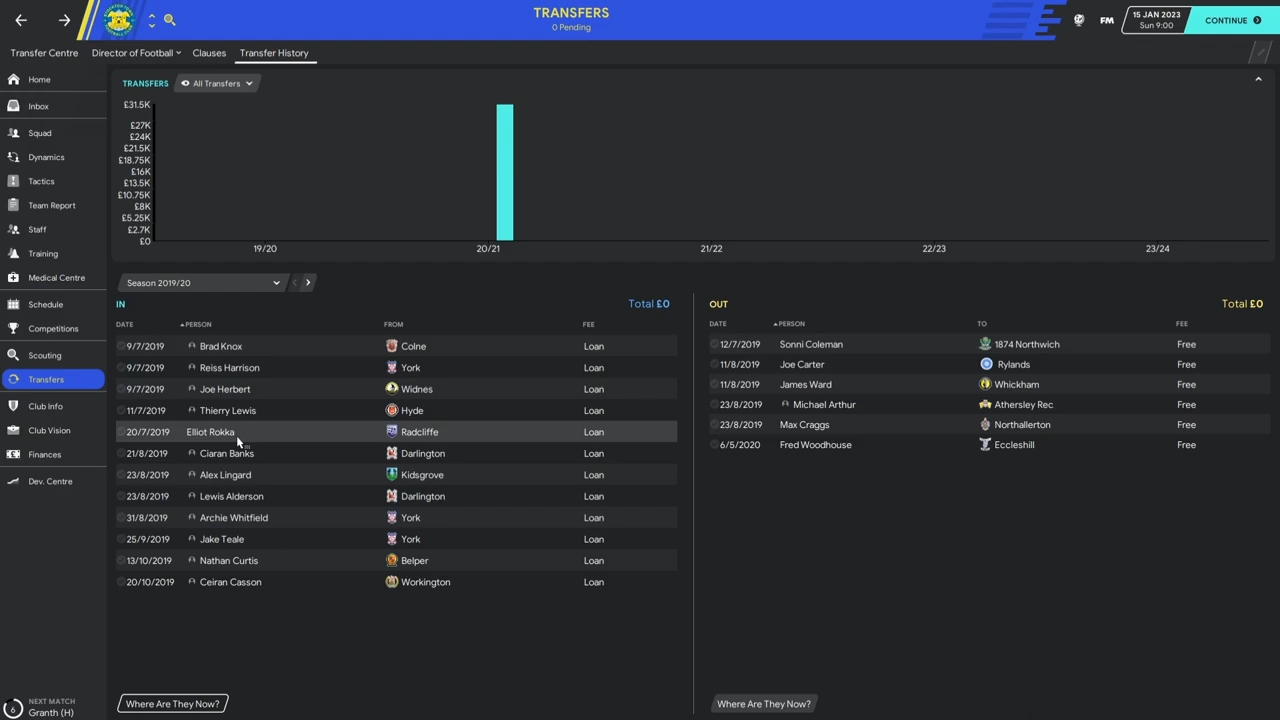 TRANSFERS
0 Pending
FM
15 JAN 2023
Sun 9:00
CONTINUE
Transfer Centre
Director of Football
Clauses
Transfer History
Home
Inbox
Squad
Dynamics
Tactics
Team Report
Staff
Training
Medical Centre
Schedule
Competitions
Scouting
Transfers
Club Info
Club Vision
Finances
Dev. Centre
NEXT MATCH
6 Granth (H)
TRANSFERS All Transfers
£31.5K
£27K
£24K
£21.5K
£18.75K
£16K
£13.5K
£10.75K
£8K
£5.25K
£2.7K
£0
19/20 20/21 21/22 22/23 23/24
Season 2019/20
IN Total £0
DATE PERSON FROM FEE
9/7/2019 Brad Knox Colne Loan
9/7/2019 Reiss Harrison York Loan
9/7/2019 Joe Herbert Widnes Loan
11/7/2019 Thierry Lewis Hyde Loan
20/7/2019 Elliot Rokka Radcliffe Loan
21/8/2019 Ciaran Banks Darlington Loan
23/8/2019 Alex Lingard Kidsgrove Loan
23/8/2019 Lewis Alderson Darlington Loan
31/8/2019 Archie Whitfield York Loan
25/9/2019 Jake Teale York Loan
13/10/2019 Nathan Curtis Belper Loan
20/10/2019 Ceiran Casson Workington Loan
Where Are They Now?
OUT Total £0
DATE PERSON TO FEE
12/7/2019 Sonni Coleman 1874 Northwich Free
11/8/2019 Joe Carter Rylands Free
11/8/2019 James Ward Whickham Free
23/8/2019 Michael Arthur Athersley Rec Free
23/8/2019 Max Craggs Northallerton Free
6/5/2020 Fred Woodhouse Eccleshill Free
Where Are They Now?